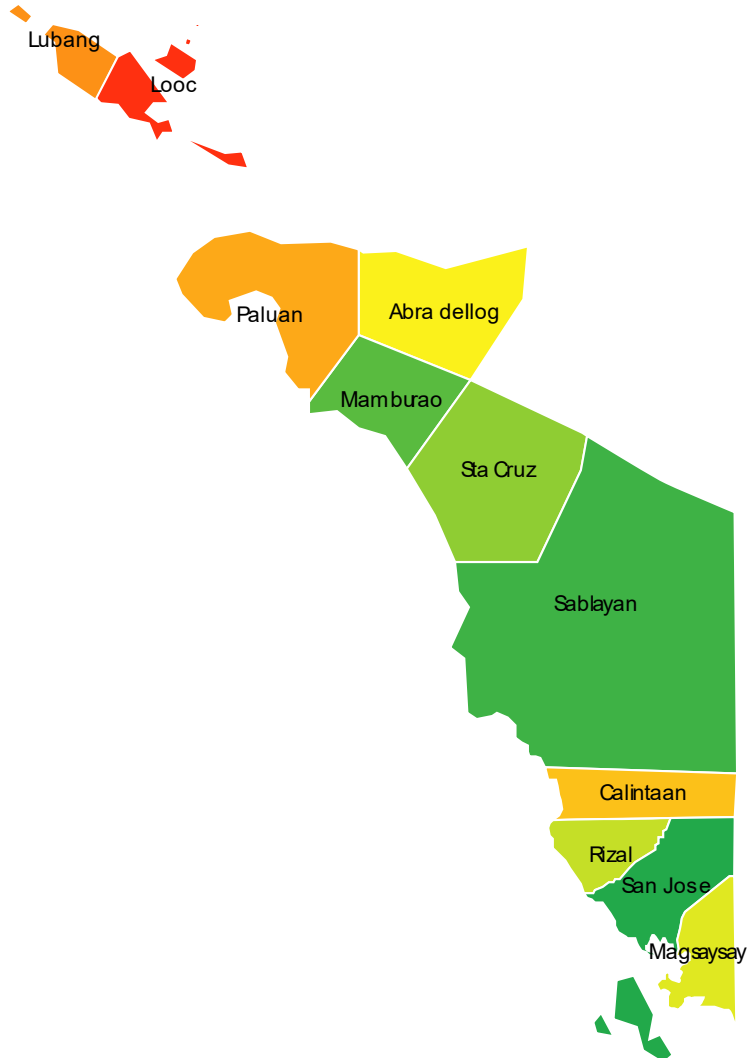 Lubang
Looc
Paluan
Abra dellog
Mamburao
Sta Cruz
Sablayan
Calintaan
Rizal
San Jose
Magsaysay